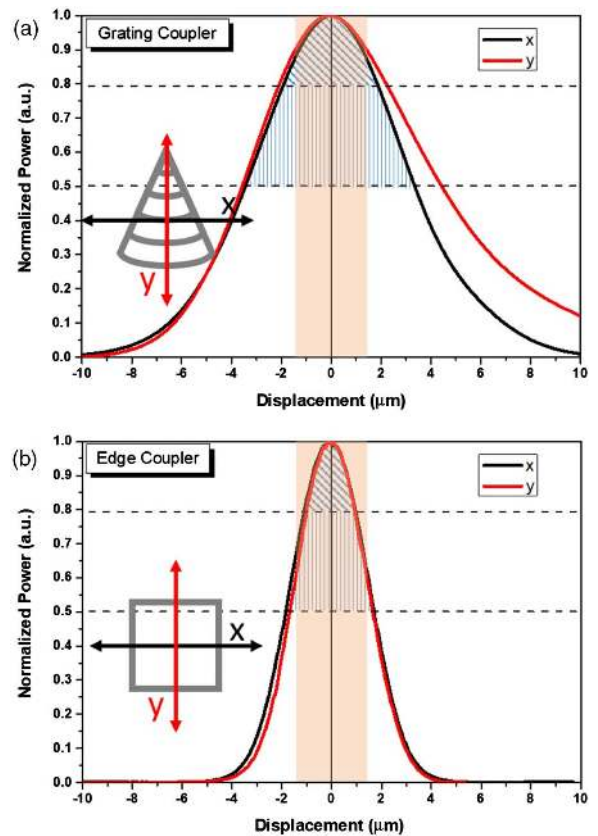 (a)
Grating Coupler
x
y
1.0
0.9
0.8
0.7
0.6
0.5
0.4
0.3
0.2
0.1
0.0
Normalized Power (a.u.)
x
y
-10 -8 -6 -4 -2 0 2 4 6 8 10
Displacement (μm)
(b)
Edge Coupler
x
y
1.0
0.9
0.8
0.7
0.6
0.5
0.4
0.3
0.2
0.1
0.0
Normalized Power (a.u.)
x
y
-10 -8 -6 -4 -2 0 2 4 6 8 10
Displacement (μm)